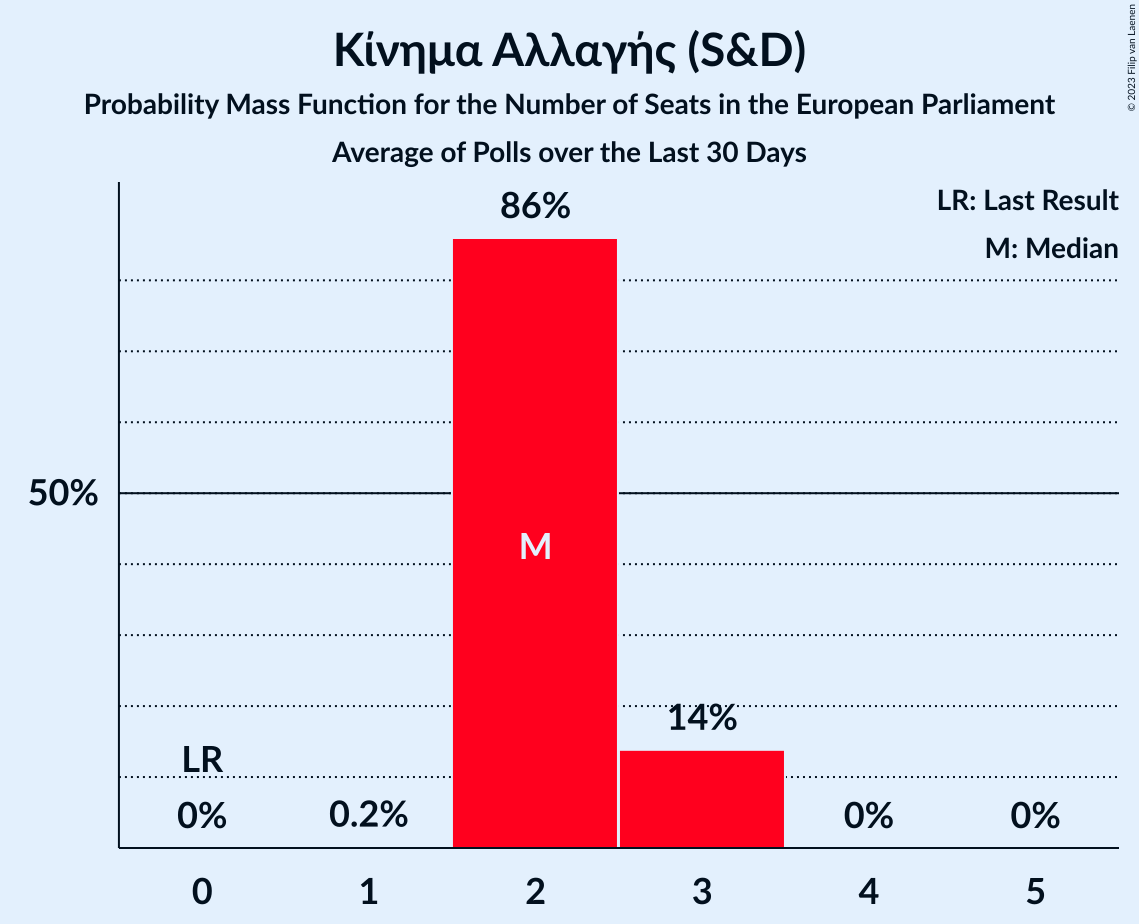 Κίνημα Αλλαγής (S&D)
Probability Mass Function for the Number of Seats in the European Parliament
Average of Polls over the Last 30 Days
© 2023 Filip van Laenen
LR: Last Result
M: Median
86%
50%
M
14%
LR
0%
0.2%
0%
0%
0 1 2 3 4 5